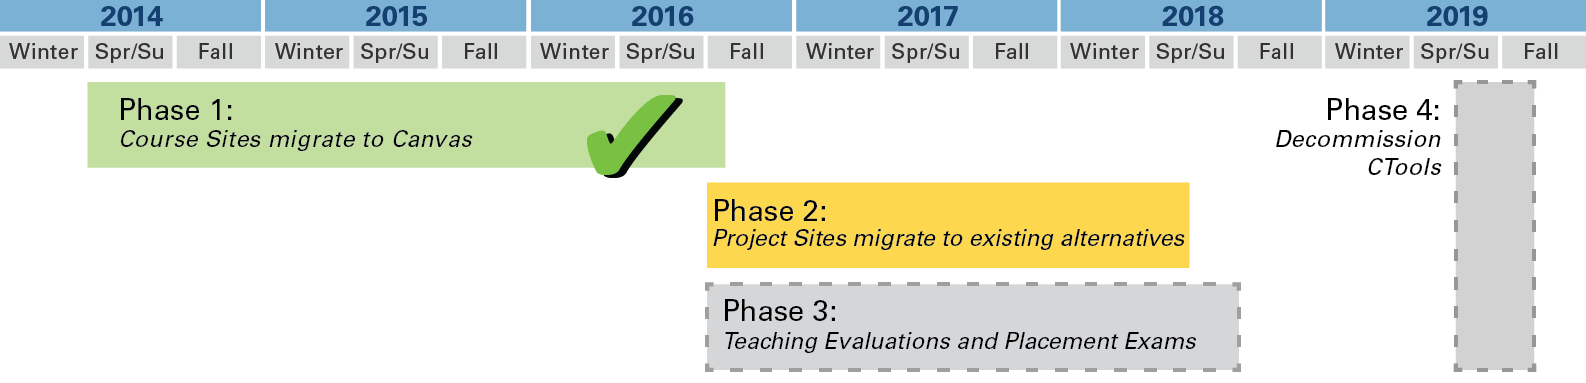 2014 2015 2016 2017 2018 2019
Winter Spr/Su Fall Winter Spr/Su Fall Winter Spr/Su Fall Winter Spr/Su Fall Winter Spr/Su Fall Winter Spr/Su Fall
Phase 1:
Course Sites migrate to Canvas
Phase 4:
Decommission
CTools
Phase 2:
Project Sites migrate to existing alternatives
Phase 3:
Teaching Evaluations and Placement Exams